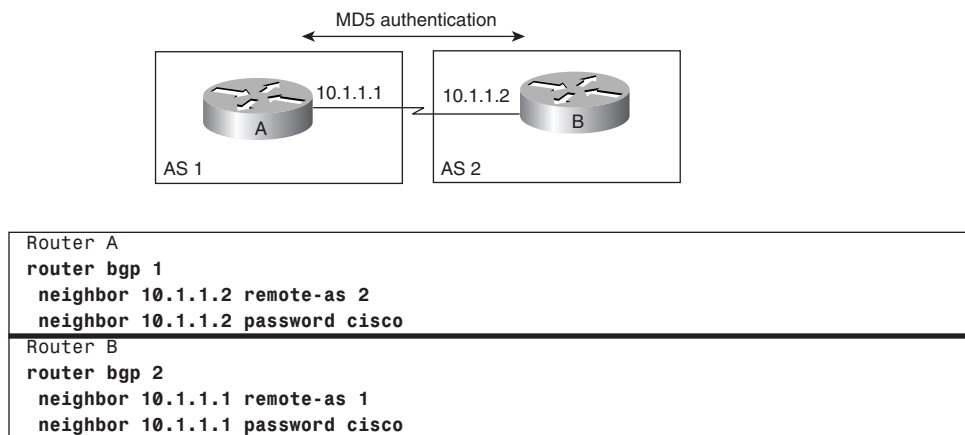 MD5 authentication
10.1.1.1
10.1.1.2
A
B
AS 1
AS 2
Router A
router bgp 1
neighbor 10.1.1.2 remote-as 2
neighbor 10.1.1.2 password cisco
Router B
router bgp 2
neighbor 10.1.1.1 remote-as 1
neighbor 10.1.1.1 password cisco